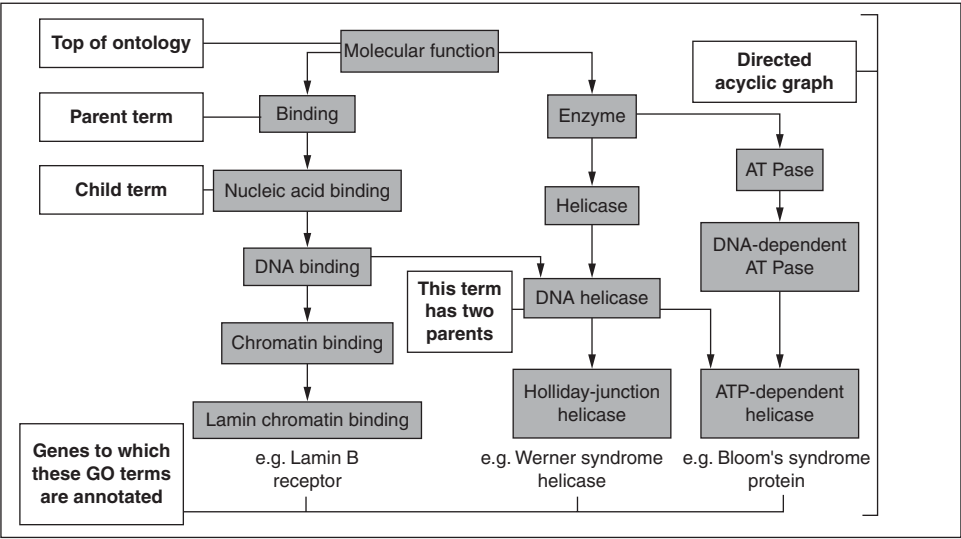 Top of ontology
Molecular function
Directed
acyclic graph
Parent term
Binding
Enzyme
AT Pase
Child term
Nucleic acid binding
Helicase
DNA-dependent
AT Pase
DNA binding
This term
has two
parents
DNA helicase
Chromatin binding
Holliday-junction
helicase
ATP-dependent
helicase
Lamin chromatin binding
Genes to which
these GO terms
are annotated
e.g. Lamin B
receptor
e.g. Werner syndrome
helicase
e.g. Bloom's syndrome
protein